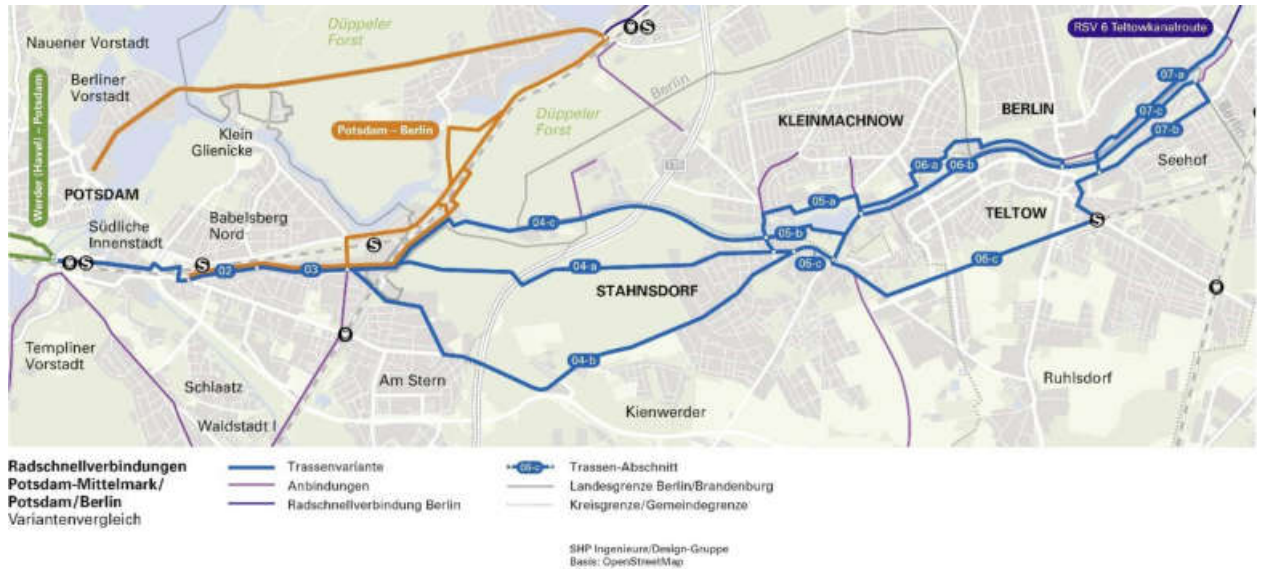 Nauener Vorstadt
Düppeler
Forst
ÖS
RSV 6 Teltowkanalroute
Berliner
Vorstadt
Berlin
07-a
Werder (Havel) – Potsdam
Klein
Glienicke
Potsdam – Berlin
Düppeler
Forst
KLEINMACHNOW
BERLIN
07-c
07-b
Berlin
Seehof
06-a
06-b
POTSDAM
Südliche
Innenstadt
Babelsberg
Nord
04-c
05-a
05-b
TELTOW
S
ÖS
S
S
02
03
04-a
05-c
06-c
STAHNSDORF
Ö
Ö
Templiner
Vorstadt
04-b
Schlaatz
Am Stern
Ruhlsdorf
Waldstadt I
Kienwerder
Radschnellverbindungen
Potsdam-Mittelmark/
Potsdam/Berlin
Variantenvergleich
Trassenvariante
Anbindungen
Radschnellverbindung Berlin
Trassen-Abschnitt
Landesgrenze Berlin/Brandenburg
Kreisgrenze/Gemeindegrenze
SHP Ingenieure/Design-Gruppe
Basis: OpenStreetMap